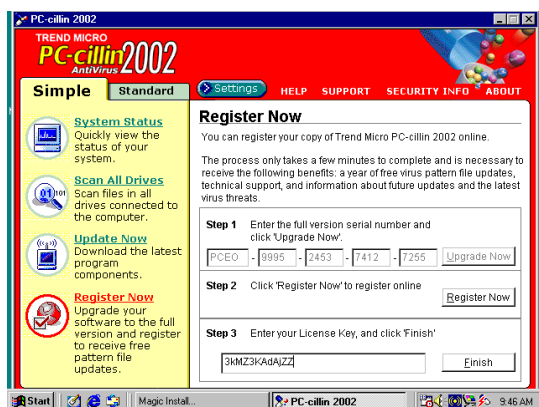 PC-cillin 2002
TREND MICRO
PC-cillin 2002
AntiVirus
Simple
Standard
Settings
HELP
SUPPORT
SECURITY INFO
ABOUT
System Status
Quickly view the
status of your
system.
Scan All Drives
Scan files in all
drives connected to
the computer.
Update Now
Download the latest
program
components.
Register Now
Upgrade your
software to the full
version and register
to receive free
pattern file
updates.
Register Now
You can register your copy of Trend Micro PC-cillin 2002 online.
The process only takes a few minutes to complete and is necessary to
receive the following benefits: a year of free virus pattern file updates,
technical support, and information about future updates and the latest
virus threats.
Step 1 Enter the full version serial number and
click 'Upgrade Now'.
PCEO - 9995 - 2453 - 7412 - 7255 Upgrade Now
Step 2 Click 'Register Now' to register online
Register Now
Step 3 Enter your License Key, and click 'Finish'
3kMZ3KAdAjZZ
Finish
Start
Magic Install...
PC-cillin 2002
9:46 AM